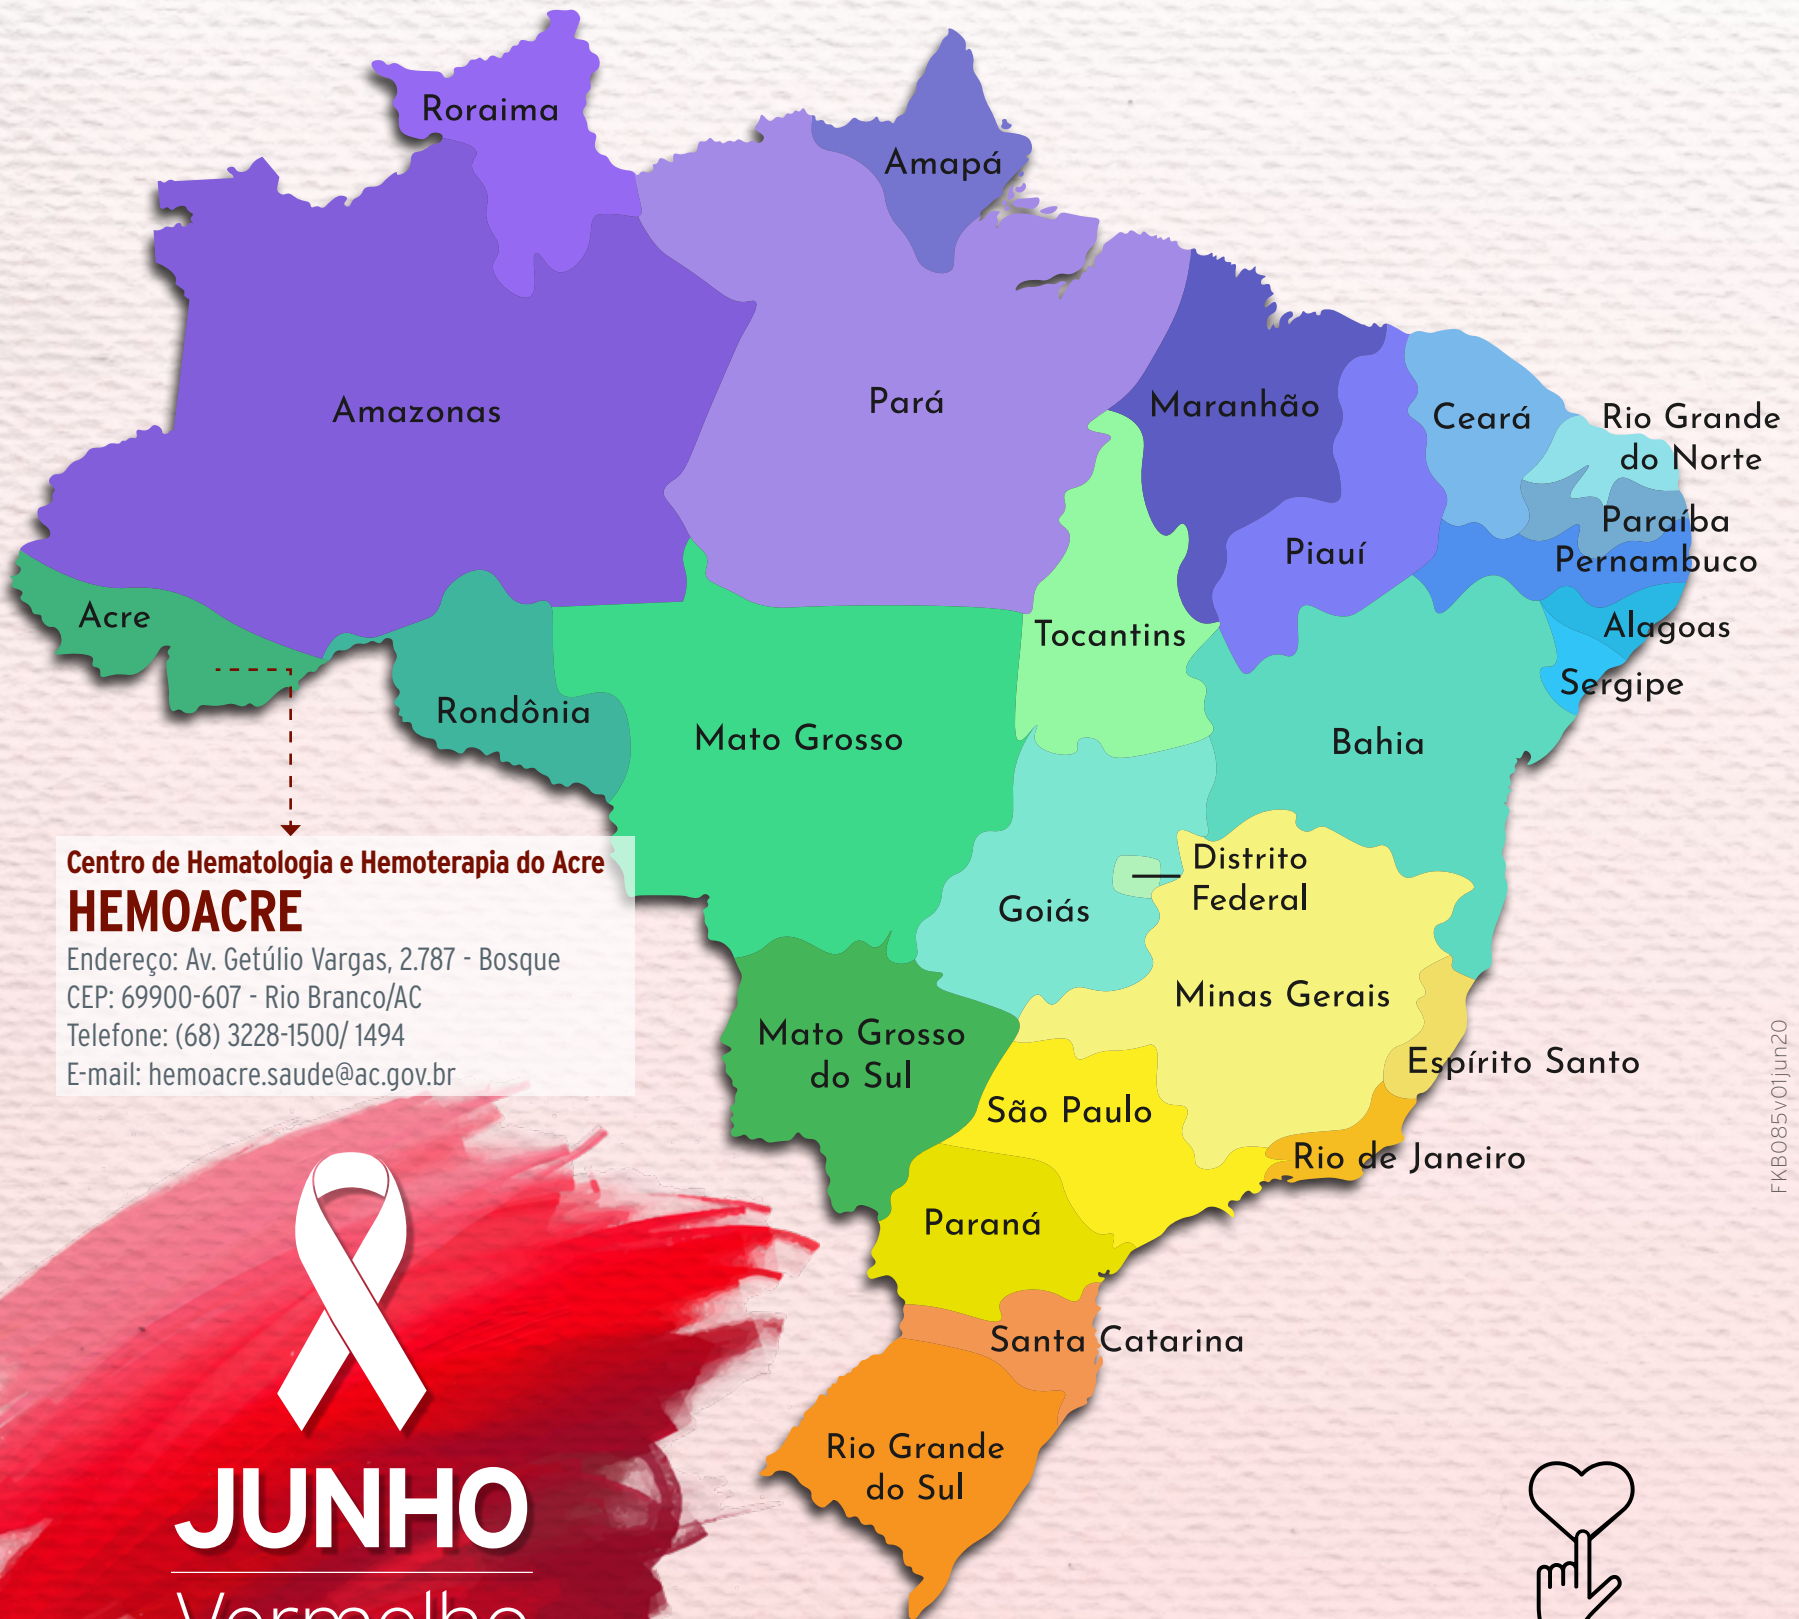 Roraima
Amapá
Amazonas
Pará
Maranhão
Ceará
Rio Grande
do Norte
Paraíba
Piauí
Pernambuco
Acre
Tocantins
Alagoas
Sergipe
Rondônia
Mato Grosso
Bahia
Distrito
Federal
Goiás
Centro de Hematologia e Hemoterapia do Acre
HEMOACRE
Endereço: Av. Getúlio Vargas, 2.787 - Bosque
CEP: 69900-607 - Rio Branco/AC
Telefone: (68) 3228-1500/ 1494
E-mail: hemoacre.saude@ac.gov.br
Minas Gerais
Mato Grosso
do Sul
Espírito Santo
São Paulo
Rio de Janeiro
Paraná
Santa Catarina
Rio Grande
do Sul
FKB085v01jun20
JUNHO
Vermelho